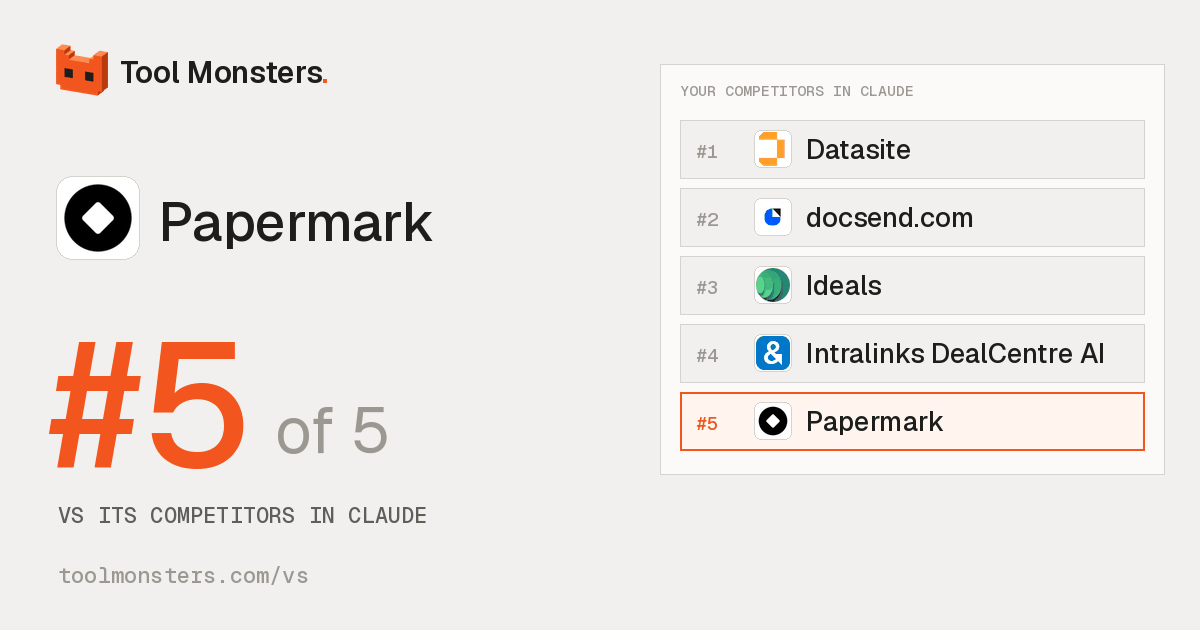 Tool Monsters.
Papermark
#5 of 5
VS ITS COMPETITORS IN CLAUDE
toolmonsters.com/vs
YOUR COMPETITORS IN CLAUDE
#1 Datasite
#2 docsend.com
#3 Ideals
#4 & Intralinks DealCentre AI
#5 Papermark